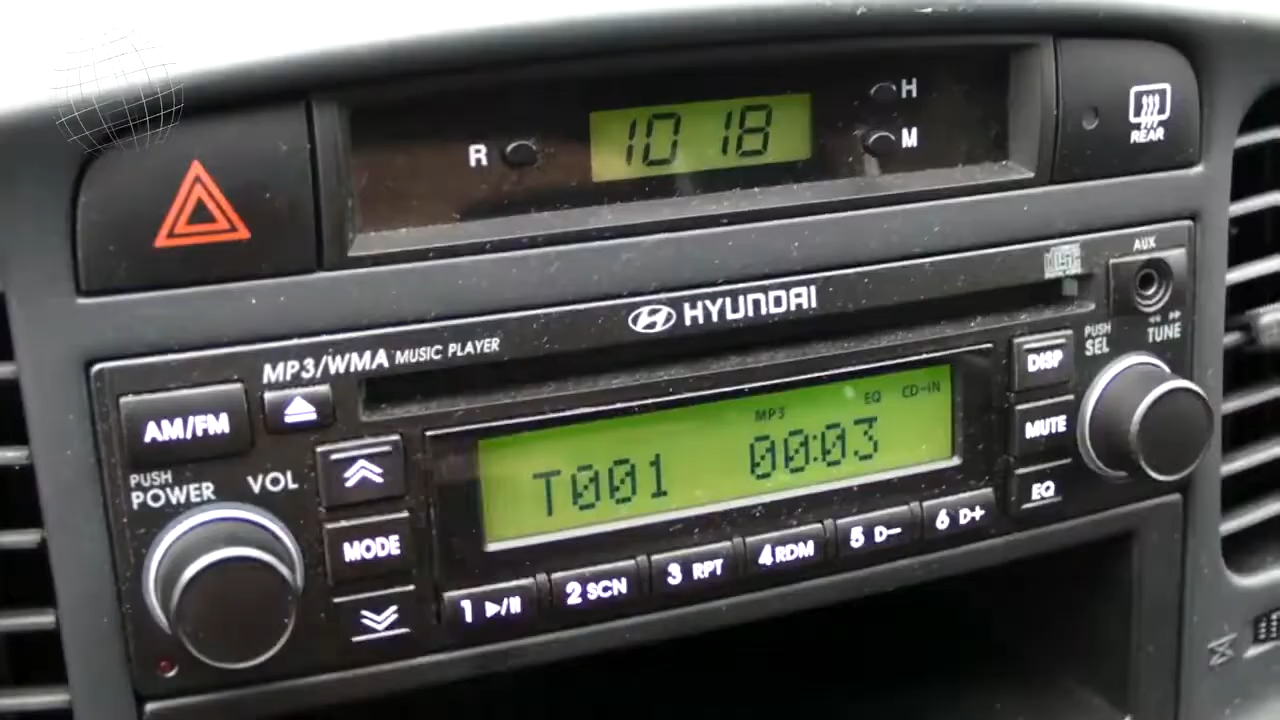 R
10 18
H
M
REAR
HYUNDAI
DISC
AUX
MP3/WMA MUSIC PLAYER
AM/FM
PUSH
POWER
VOL
MODE
MP3 EQ CD-IN
T001 00:03
DISP
MUTE
EQ
PUSH
SEL
TUNE
1
2 SCN
3 RPT
4 RDM
5 D-
6 D+